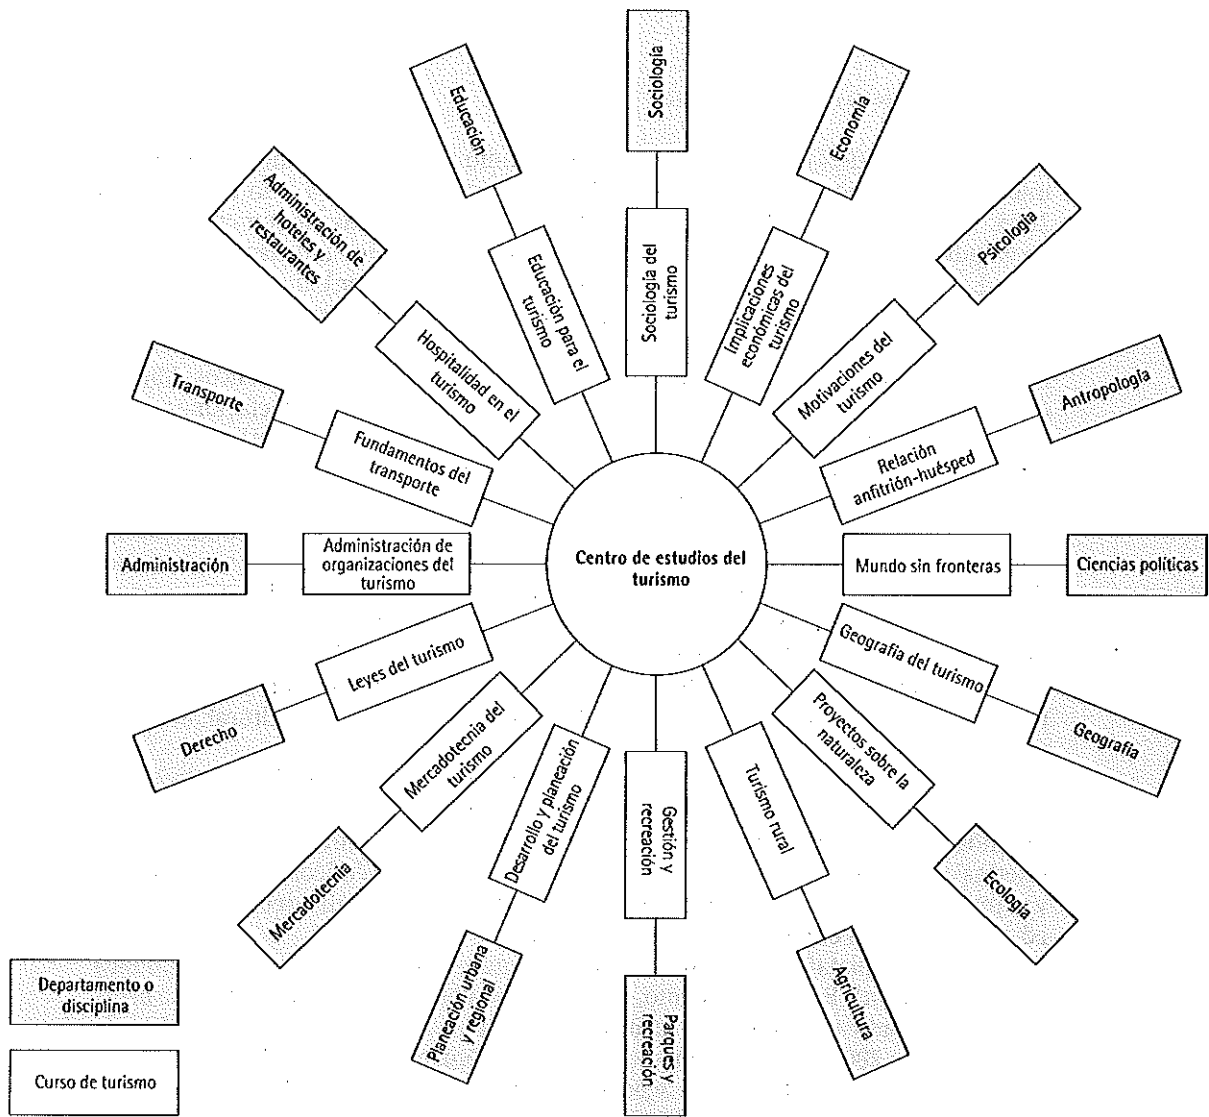 Sociología
Sociología del
turismo
Economía
Implicaciones
económicas del
turismo
Psicología
Motivaciones del
turismo
Antropología
Relación
anfitrión-huésped
Ciencias políticas
Mundo sin fronteras
Geografía
Geografía del turismo
Ecología
Proyectos sobre la
naturaleza
Agricultura
Turismo rural
Parques y
recreación
Gestión y
recreación
Planeación urbana
y regional
Desarrollo y planeación
del turismo
Mercadotecnia
Mercadotecnia del
turismo
Derecho
Leyes del turismo
Administración
Administración de
organizaciones del
turismo
Transporte
Fundamentos del
transporte
Administración de
hoteles y
restaurantes
Hospitalidad en el
turismo
Educación
Educación para el
turismo
Centro de estudios del
turismo
Departamento o
disciplina
Curso de turismo